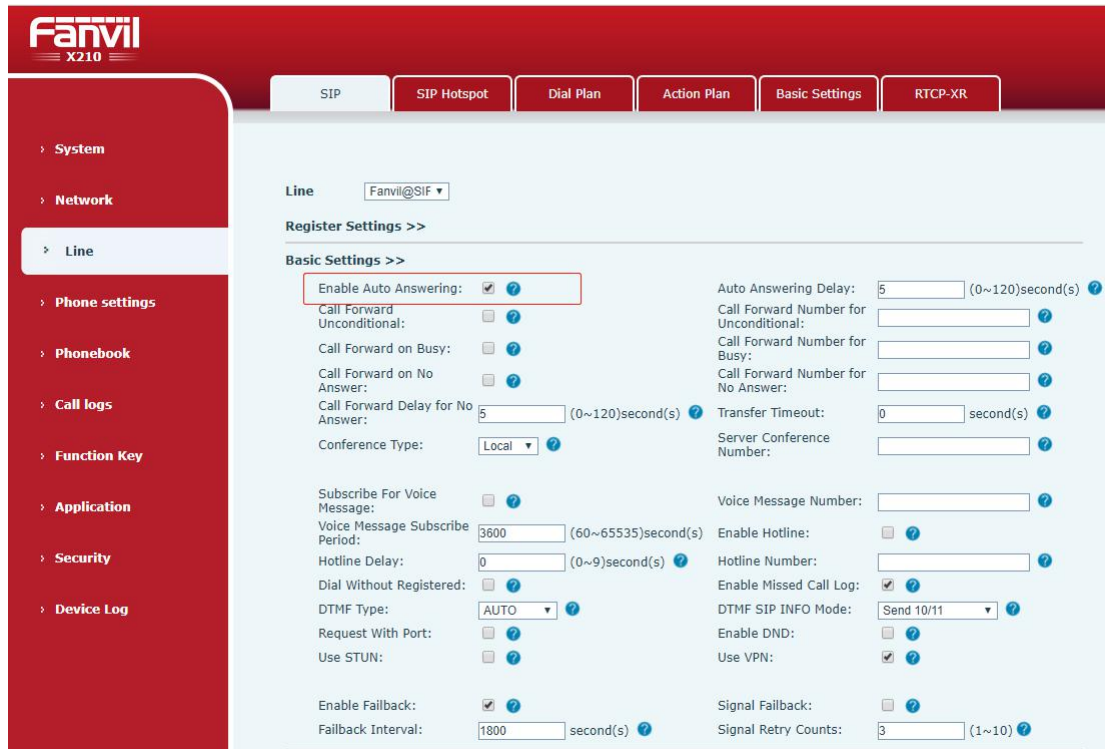 Fanvil
X210
SIP
SIP Hotspot
Dial Plan
Action Plan
Basic Settings
RTCP-XR
› System
› Network
› Line
› Phone settings
› Phonebook
› Call logs
› Function Key
› Application
› Security
› Device Log
Line Fanvil@SIF
Register Settings >>
Basic Settings >>
Enable Auto Answering: ? Auto Answering Delay: 5 (0~120)second(s) ?
Call Forward Unconditional: ? Call Forward Number for Unconditional: ?
Call Forward on Busy: ? Call Forward Number for Busy: ?
Call Forward on No Answer: ? Call Forward Number for No Answer: ?
Call Forward Delay for No Answer: 5 (0~120)second(s) ? Transfer Timeout: 0 second(s) ?
Conference Type: Local ? Server Conference Number: ?
Subscribe For Voice Message: ? Voice Message Number: ?
Voice Message Subscribe Period: 3600 (60~65535)second(s) Enable Hotline: ?
Hotline Delay: 0 (0~9)second(s) ? Hotline Number: ?
Dial Without Registered: ? Enable Missed Call Log: ?
DTMF Type: AUTO ? DTMF SIP INFO Mode: Send 10/11 ?
Request With Port: ? Enable DND: ?
Use STUN: ? Use VPN: ?
Enable Failback: ? Signal Failback: ?
Failback Interval: 1800 second(s) ? Signal Retry Counts: 3 (1~10) ?